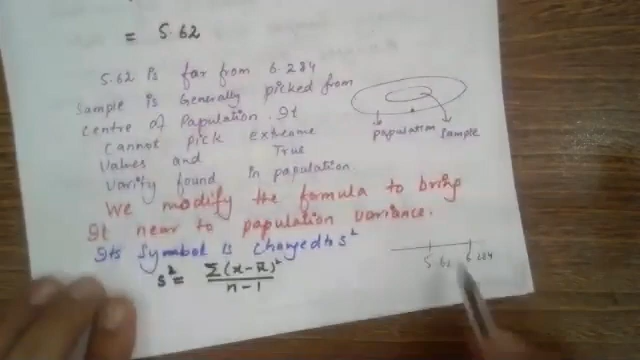 = 5.62
5.62 is far from 6.284
Sample is Generally picked from
Centre of Population. It
Cannot pick Extreme
Values and True
varity found in population.
population
Sample
We modify the formula to bring
It near to population variance.
Its Symbol is changed to s²
s² = Σ(x-x̄)² / n-1
5.62 6.284